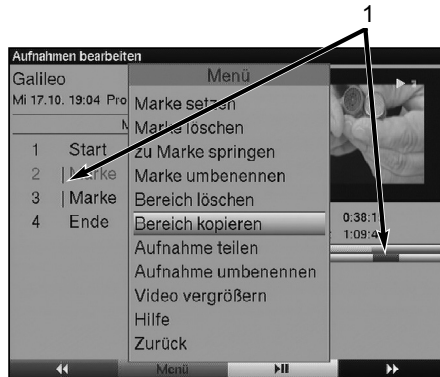 1
Aufnahmen bearbeiten
Galileo
Mi 17.10. 19:04 Pro
1 Start
2 Marke
3 Marke
4 Ende
Menü
Marke setzen
Marke löschen
zu Marke springen
Marke umbenennen
Bereich löschen
Bereich kopieren
Aufnahme teilen
Aufnahme umbenennen
Video vergrößern
Hilfe
Zurück
0:38:1
1:09:4
Menü